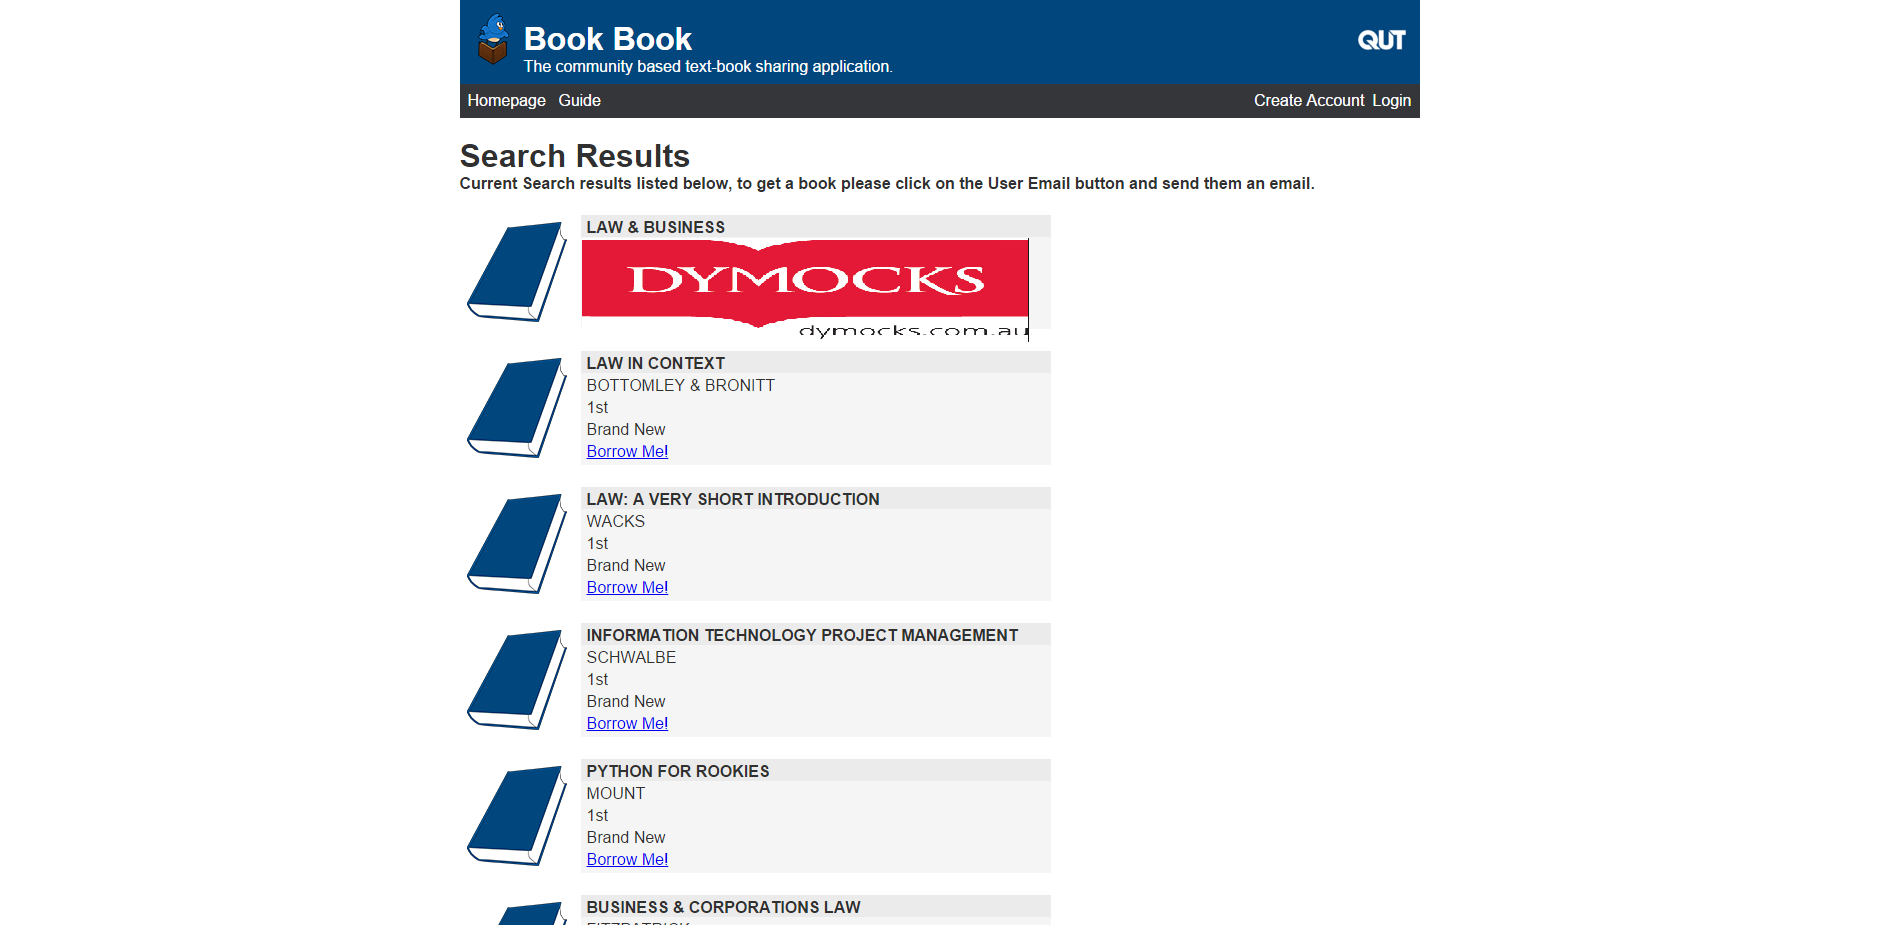 Book Book
The community based text-book sharing application.
QUT
Homepage Guide Create Account Login
Search Results
Current Search results listed below, to get a book please click on the User Email button and send them an email.
LAW & BUSINESS
DYMOCKS
dymocks.com.au
LAW IN CONTEXT
BOTTOMLEY & BRONITT
1st
Brand New
Borrow Me!
LAW: A VERY SHORT INTRODUCTION
WACKS
1st
Brand New
Borrow Me!
INFORMATION TECHNOLOGY PROJECT MANAGEMENT
SCHWALBE
1st
Brand New
Borrow Me!
PYTHON FOR ROOKIES
MOUNT
1st
Brand New
Borrow Me!
BUSINESS & CORPORATIONS LAW
FITZPATRICK